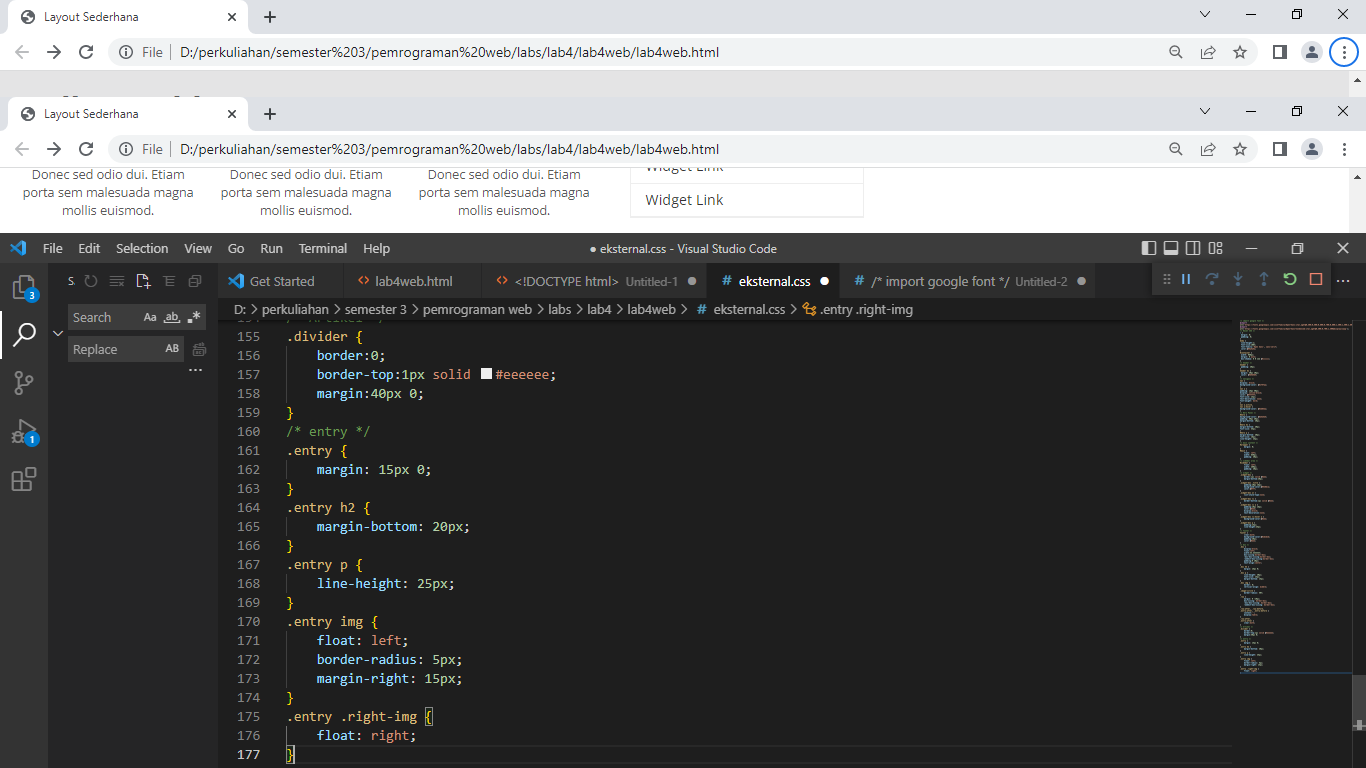 Layout Sederhana
File D:/perkuliahan/semester%203/pemrograman%20web/labs/lab4/lab4web/lab4web.html
Layout Sederhana
File D:/perkuliahan/semester%203/pemrograman%20web/labs/lab4/lab4web/lab4web.html
Donec sed odio dui. Etiam Donec sed odio dui. Etiam Donec sed odio dui. Etiam Widget Link
porta sem malesuada magna porta sem malesuada magna porta sem malesuada magna
mollis euismod. mollis euismod. mollis euismod. Widget Link
File Edit Selection View Go Run Terminal Help ● eksternal.css - Visual Studio Code
S. Get Started <> lab4web.html <> <!DOCTYPE html> Untitled-1 ● # eksternal.css ● # /* import google font */ Untitled-2 ●
3
D: > perkuliahan > semester 3 > pemrograman web > labs > lab4 > lab4web > # eksternal.css > .entry .right-img
Search Aa ab .*
Replace AB
1
155 .divider {
156 border:0;
157 border-top:1px solid #eeeeee;
158 margin:40px 0;
159 }
160 /* entry */
161 .entry {
162 margin: 15px 0;
163 }
164 .entry h2 {
165 margin-bottom: 20px;
166 }
167 .entry p {
168 line-height: 25px;
169 }
170 .entry img {
171 float: left;
172 border-radius: 5px;
173 margin-right: 15px;
174 }
175 .entry .right-img {
176 float: right;
177 }